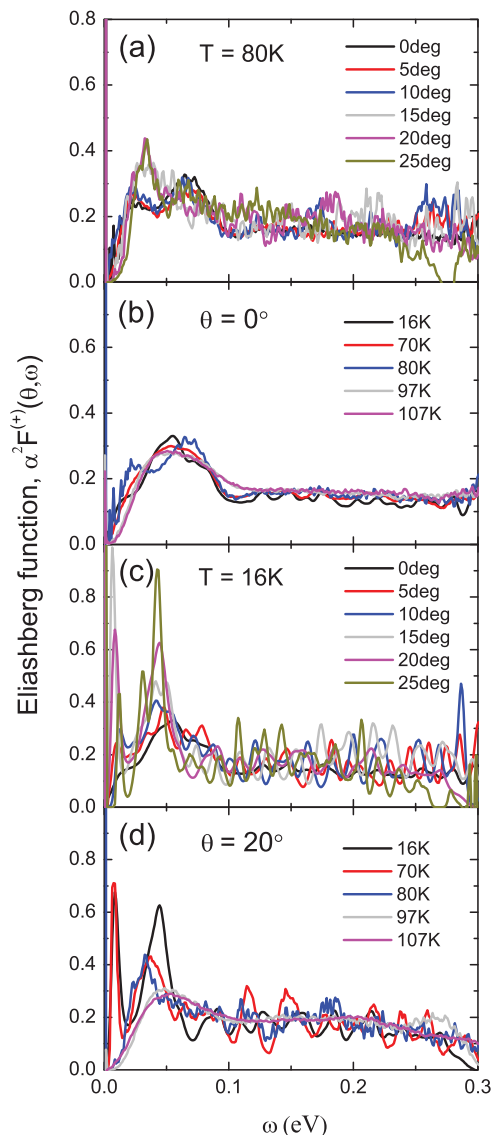 Eliashberg function, α²F⁽⁺⁾(θ,ω)
(a)
T = 80K
0deg
5deg
10deg
15deg
20deg
25deg
0.8
0.6
0.4
0.2
0.0
(b)
θ = 0°
16K
70K
80K
97K
107K
0.6
0.4
0.2
0.0
(c)
T = 16K
0deg
5deg
10deg
15deg
20deg
25deg
0.8
0.6
0.4
0.2
0.0
(d)
θ = 20°
16K
70K
80K
97K
107K
0.8
0.6
0.4
0.2
0.0
0.0 0.1 0.2 0.3
ω (eV)